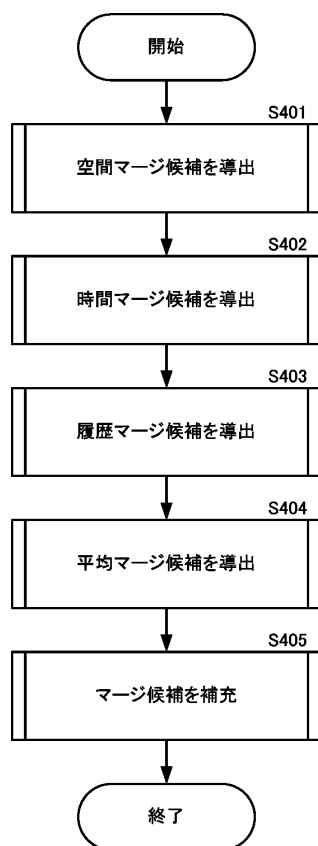 開始
S401
空間マージ候補を導出
S402
時間マージ候補を導出
S403
履歴マージ候補を導出
S404
平均マージ候補を導出
S405
マージ候補を補充
終了